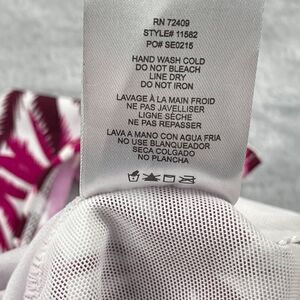 RN 72409
STYLE# 11582
PO# SE0215
HAND WASH COLD
DO NOT BLEACH
LINE DRY
DO NOT IRON
LAVAGE À LA MAIN FROID
NE PAS JAVELLISER
LIGNE SÈCHE
NE PAS REPASSER
LAVA A MANO CON AGUA FRIA
NO USE BLANQUEADOR
SECA COLGADO
NO PLANCHA